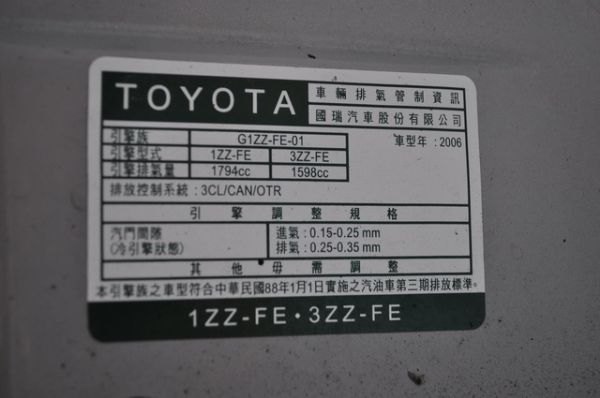 TOYOTA
車輛排氣管制資訊
國瑞汽車股份有限公司
引擎族 G1ZZ-FE-01
車型年:2006
引擎型式 1ZZ-FE 3ZZ-FE
引擎排氣量 1794cc 1598cc
排放控制系統:3CL/CAN/OTR
引擎調整規格
汽門間隙 進氣:0.15-0.25 mm
(冷引擎狀態) 排氣:0.25-0.35 mm
其他毋需調整
本引擎族之車型符合中華民國88年1月1日實施之汽油車第三期排放標準。
1ZZ-FE·3ZZ-FE